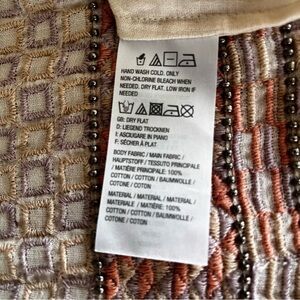 HAND WASH COLD. ONLY
NON-CHLORINE BLEACH WHEN
NEEDED. DRY FLAT. LOW IRON IF
NEEDED
GB: DRY FLAT
D: LIEGEND TROCKNEN
I: ASCIUGARE IN PIANO
F: SÉCHER À PLAT
BODY FABRIC / MAIN FABRIC /
HAUPTSTOFF / TESSUTO PRINCIPALE
/ MATIÈRE PRINCIPALE: 100%
COTTON / COTTON / BAUMWOLLE /
COTONE / COTON
MATERIAL / MATERIAL / MATERIAL /
MATERIALE / MATIÈRE: 100%
COTTON / COTTON / BAUMWOLLE /
COTONE / COTON